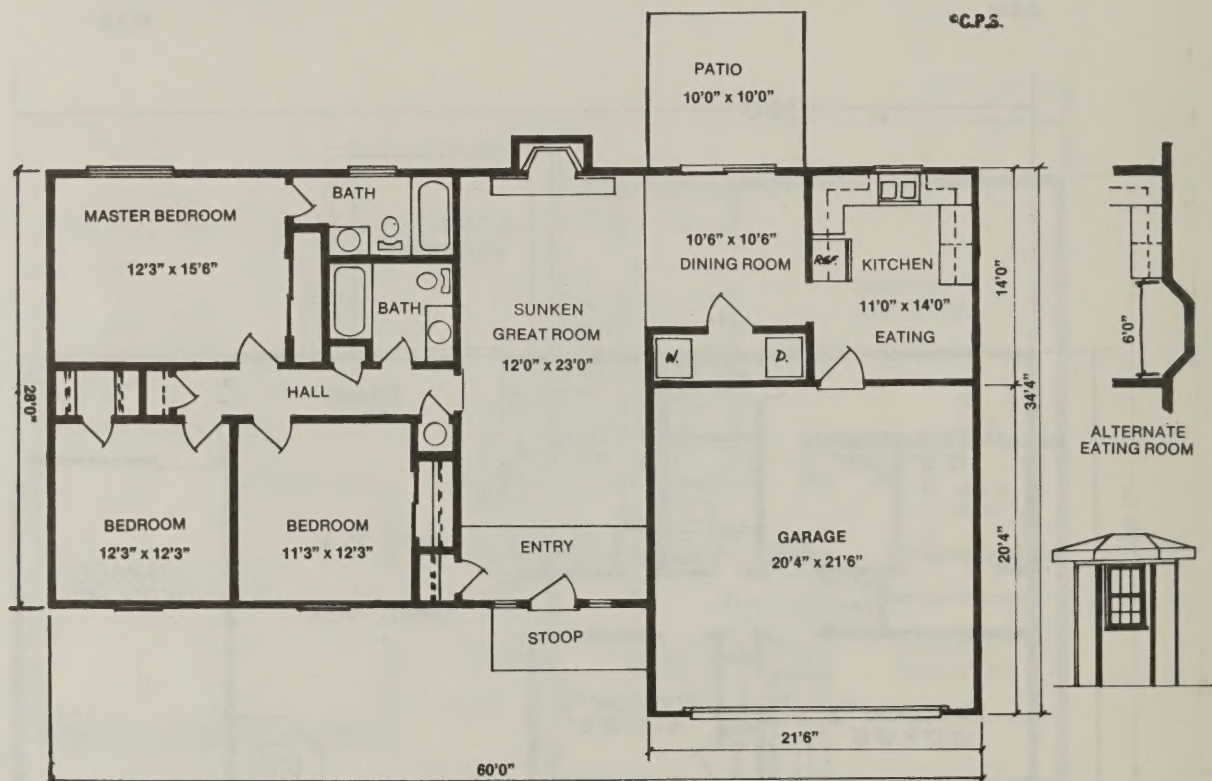 ©C.P.S.
PATIO
10'0" x 10'0"
MASTER BEDROOM
12'3" x 15'6"
BATH
BATH
SUNKEN
GREAT ROOM
12'0" x 23'0"
10'6" x 10'6"
DINING ROOM
REF.
KITCHEN
11'0" x 14'0"
EATING
W.
D.
HALL
28'0"
14'0"
34'4"
20'4"
6'0"
ALTERNATE
EATING ROOM
BEDROOM
12'3" x 12'3"
BEDROOM
11'3" x 12'3"
ENTRY
STOOP
GARAGE
20'4" x 21'6"
21'6"
60'0"